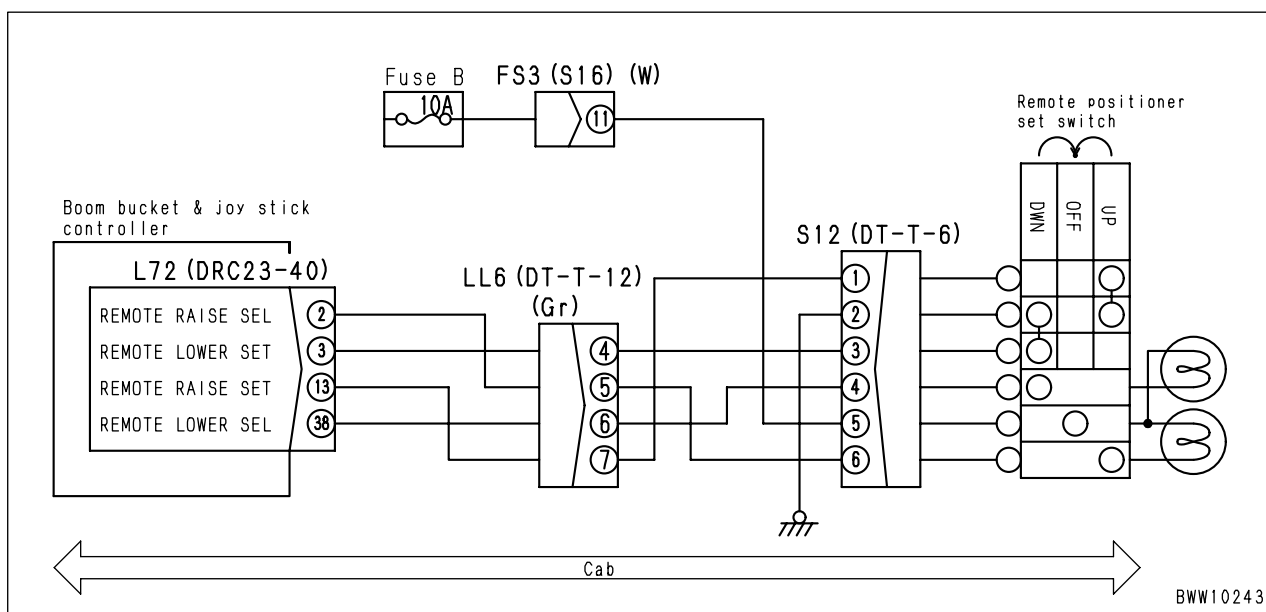 Fuse B
10A
FS3 (S16) (W)
11
Remote positioner
set switch
DWN
OFF
UP
Boom bucket & joy stick
controller
L72 (DRC23-40)
REMOTE RAISE SEL 2
REMOTE LOWER SET 3
REMOTE RAISE SET 13
REMOTE LOWER SEL 38
LL6 (DT-T-12)
(Gr)
4
5
6
7
S12 (DT-T-6)
1
2
3
4
5
6
Cab
BWW10243